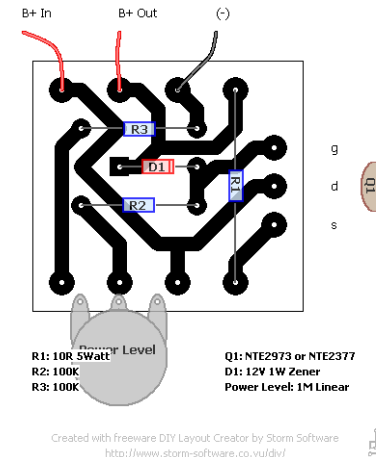 B+ In B+ Out (-)
R3
g
D1
d
Q1
R1
R2
s
Power Level
R1: 10R 5Watt
R2: 100K
R3: 100K
Q1: NTE2973 or NTE2377
D1: 12V 1W Zener
Power Level: 1M Linear
Created with freeware DIY Layout Creator by Storm Software
http://www.storm-software.co.yu/div/